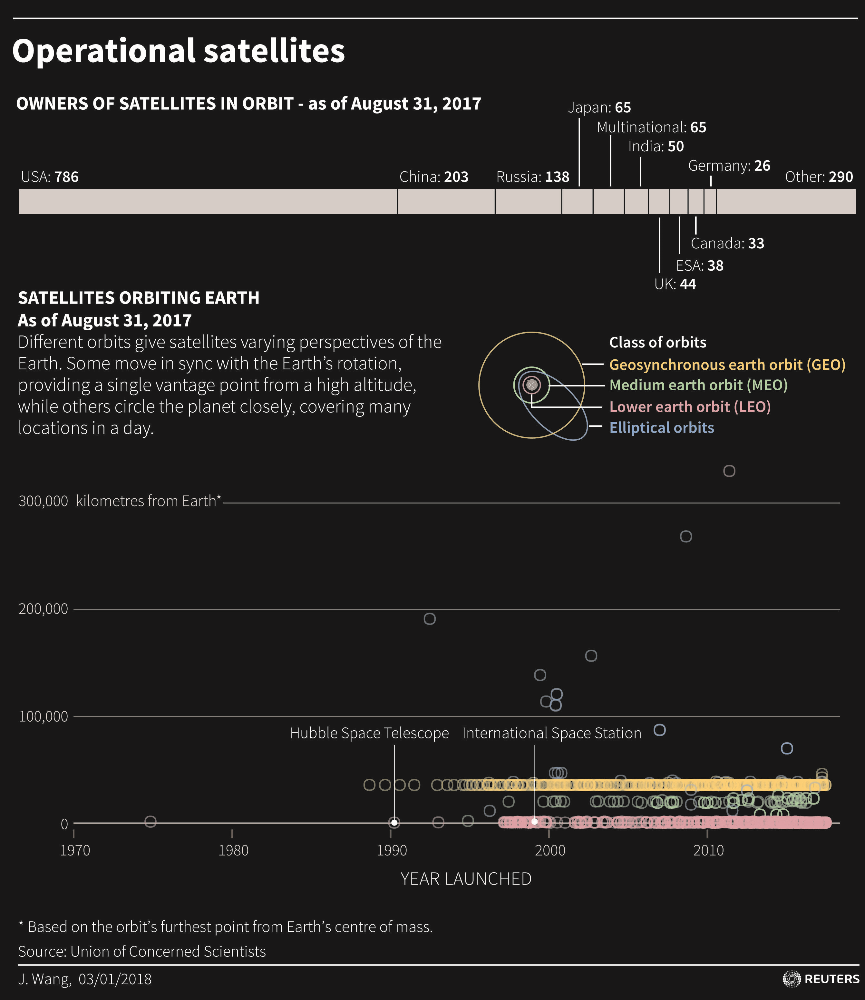 Operational satellites
OWNERS OF SATELLITES IN ORBIT - as of August 31, 2017
Japan: 65
Multinational: 65
India: 50
Germany: 26
USA: 786
China: 203
Russia: 138
Other: 290
Canada: 33
ESA: 38
UK: 44
SATELLITES ORBITING EARTH
As of August 31, 2017
Different orbits give satellites varying perspectives of the
Earth. Some move in sync with the Earth’s rotation,
providing a single vantage point from a high altitude,
while others circle the planet closely, covering many
locations in a day.
Class of orbits
Geosynchronous earth orbit (GEO)
Medium earth orbit (MEO)
Lower earth orbit (LEO)
Elliptical orbits
300,000 kilometres from Earth*
200,000
100,000
Hubble Space Telescope
International Space Station
0
1970
1980
1990
2000
2010
YEAR LAUNCHED
* Based on the orbit’s furthest point from Earth’s centre of mass.
Source: Union of Concerned Scientists
J. Wang, 03/01/2018
REUTERS